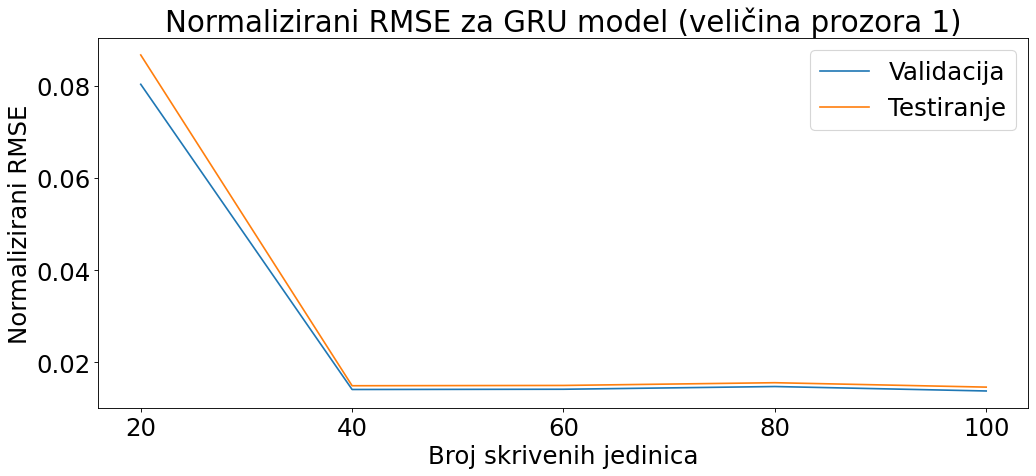 Normalizirani RMSE za GRU model (veličina prozora 1)
Validacija
Testiranje
Normalizirani RMSE
0.08
0.06
0.04
0.02
20 40 60 80 100
Broj skrivenih jedinica